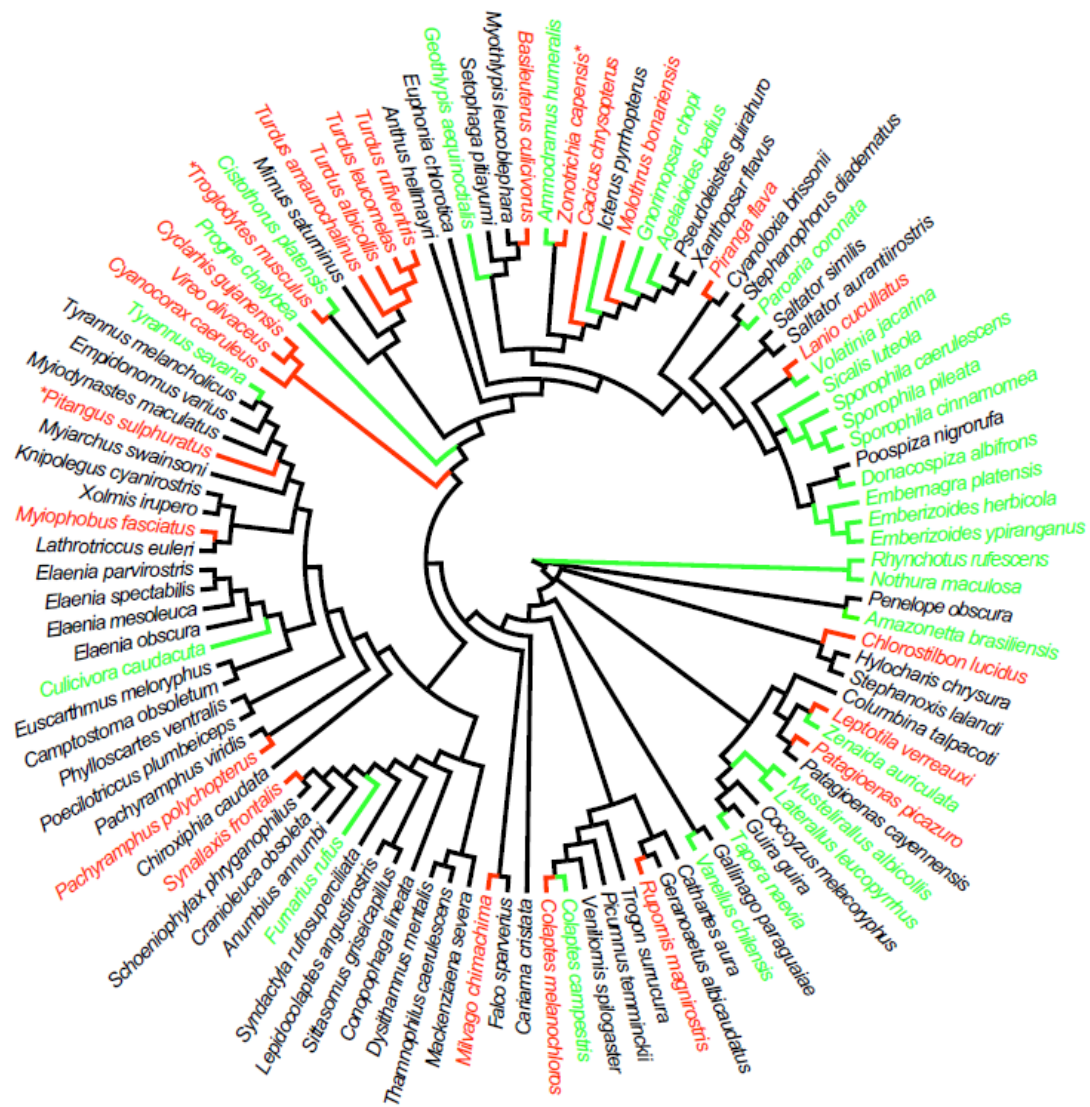 Geothlypis aequinoctialis
Setophaga pitiayumi
Myothlypis leucoblephara
Basileuterus culicivorus
Ammodramus humeralis
Zonotrichia capensis*
Cacicus chrysopterus
Icterus pyrrhopterus
Molothrus bonariensis
Gnorimopsar chopi
Agelaioides badius
Pseudoleistes guirahuro
Xanthopsar flavus
Piranga flava
Cyanoloxia brissonii
Stephanophorus diadematus
Paroaria coronata
Saltator similis
Saltator aurantiirostris
Lanio cucullatus
Volatinia jacarina
Sicalis luteola
Sporophila caerulescens
Sporophila pileata
Sporophila cinnamomea
Poospiza nigrorufa
Donacospiza albifrons
Embernagra platensis
Emberizoides herbicola
Emberizoides ypiranganus
Rhynchotus rufescens
Nothura maculosa
Penelope obscura
Amazonetta brasiliensis
Chlorostilbon lucidus
Hylocharis chrysura
Stephanoxis lalandi
Columbina talpacoti
Leptotila verreauxi
Zenaida auriculata
Patagioenas picazuro
Patagioenas cayennensis
Mustelirallus albicollis
Laterallus leucopyrrhus
Coccyzus melacoryphus
Guira guira
Tapera naevia
Gallinago paraguaiae
Vanellus chilensis
Cathartes aura
Geranoaetus albicaudatus
Rupornis magnirostris
Trogon surrucura
Picumnus temminckii
Veniliornis spilogaster
Colaptes campestris
Colaptes melanochloros
Cariama cristata
Falco sparverius
Milvago chimachima
Mackenziaena severa
Thamnophilus caerulescens
Dysithamnus mentalis
Conopophaga lineata
Sittasomus griseicapillus
Lepidocolaptes angustirostris
Syndactyla rufosuperciliata
Furnarius rufus
Anumbius annumbi
Cranioleuca obsoleta
Schoeniophylax phryganophilus
Synallaxis frontalis
Chiroxiphia caudata
Pachyramphus polychopterus
Pachyramphus viridis
Poecilotriccus plumbeiceps
Phylloscartes ventralis
Camptostoma obsoletum
Euscarthmus meloryphus
Culicivora caudacuta
Elaenia obscura
Elaenia mesoleuca
Elaenia spectabilis
Elaenia parvirostris
Lathrotriccus euleri
Myiophobus fasciatus
Xolmis irupero
Knipolegus cyanirostris
Myiarchus swainsoni
*Pitangus sulphuratus
Myiodynastes maculatus
Empidonomus varius
Tyrannus melancholicus
Tyrannus savana
Cyanocorax caeruleus
Vireo olivaceus
Cyclarhis gujanensis
Progne chalybea
Cistothorus platensis
*Troglodytes musculus
Mimus saturninus
Turdus amaurochalinus
Turdus albicollis
Turdus leucomelas
Turdus rufiventris
Anthus hellmayri
Euphonia chlorotica